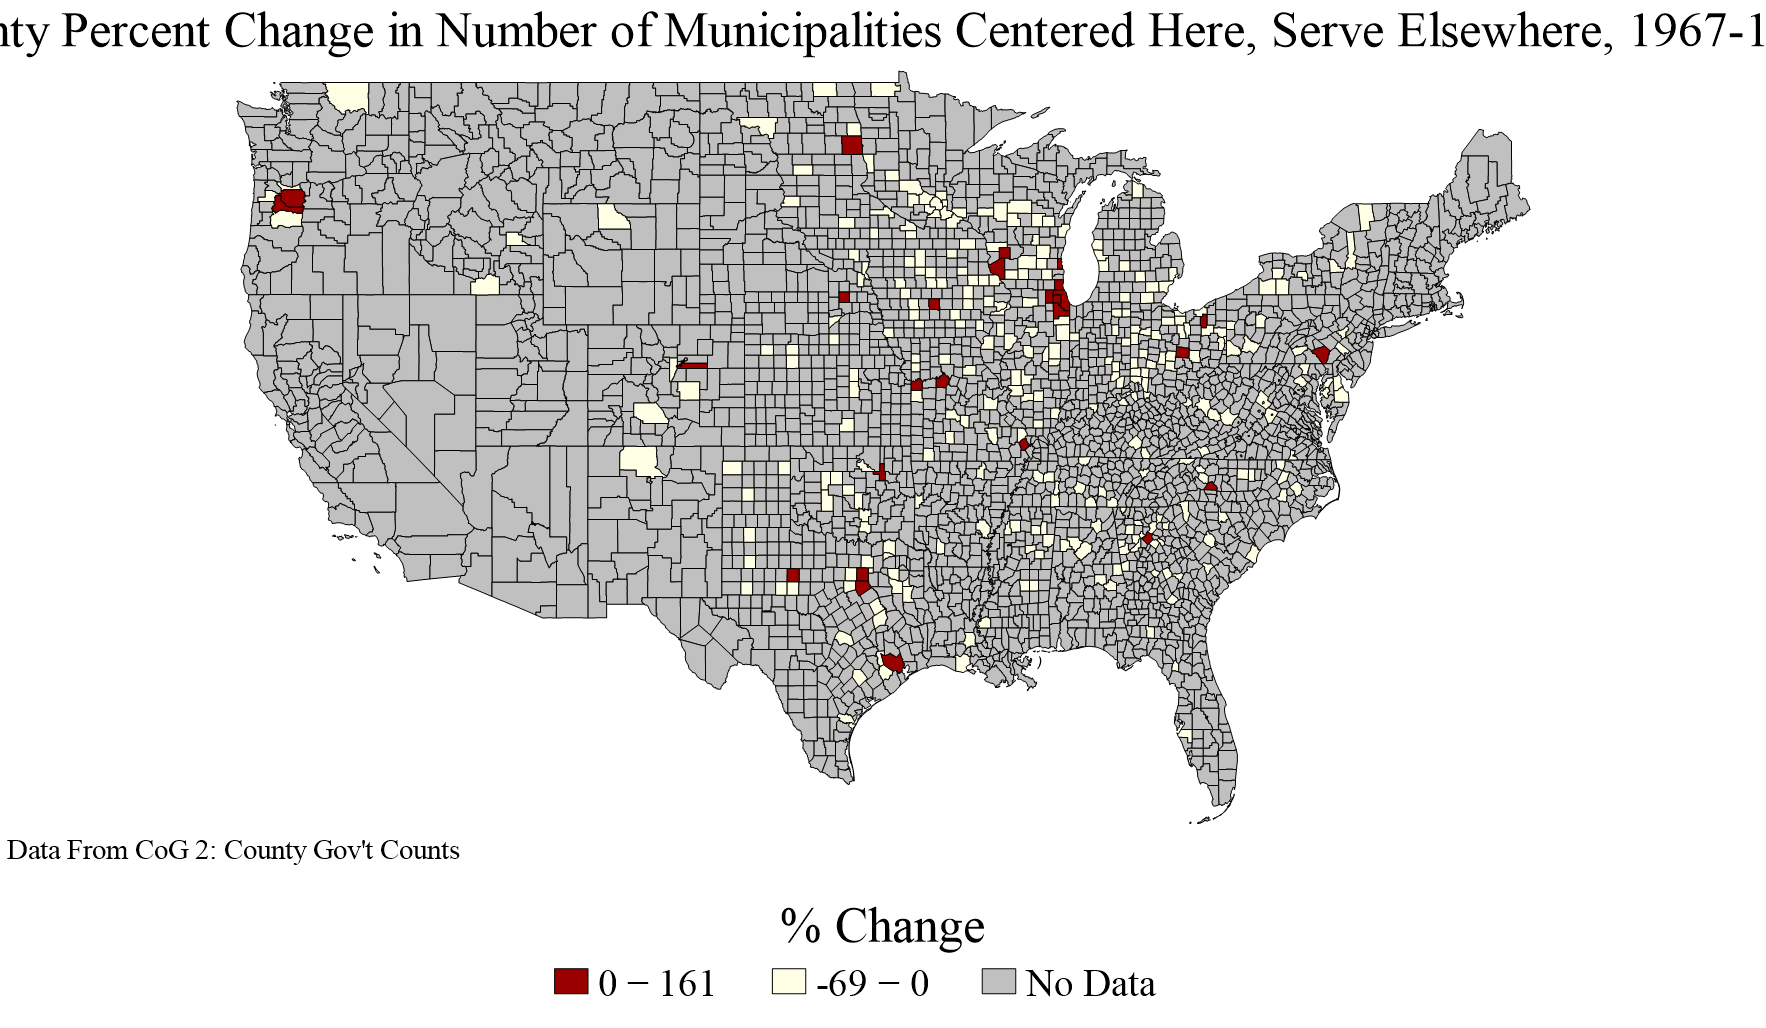 nty Percent Change in Number of Municipalities Centered Here, Serve Elsewhere, 1967-1
Data From CoG 2: County Gov't Counts
% Change
0 − 161
-69 − 0
No Data